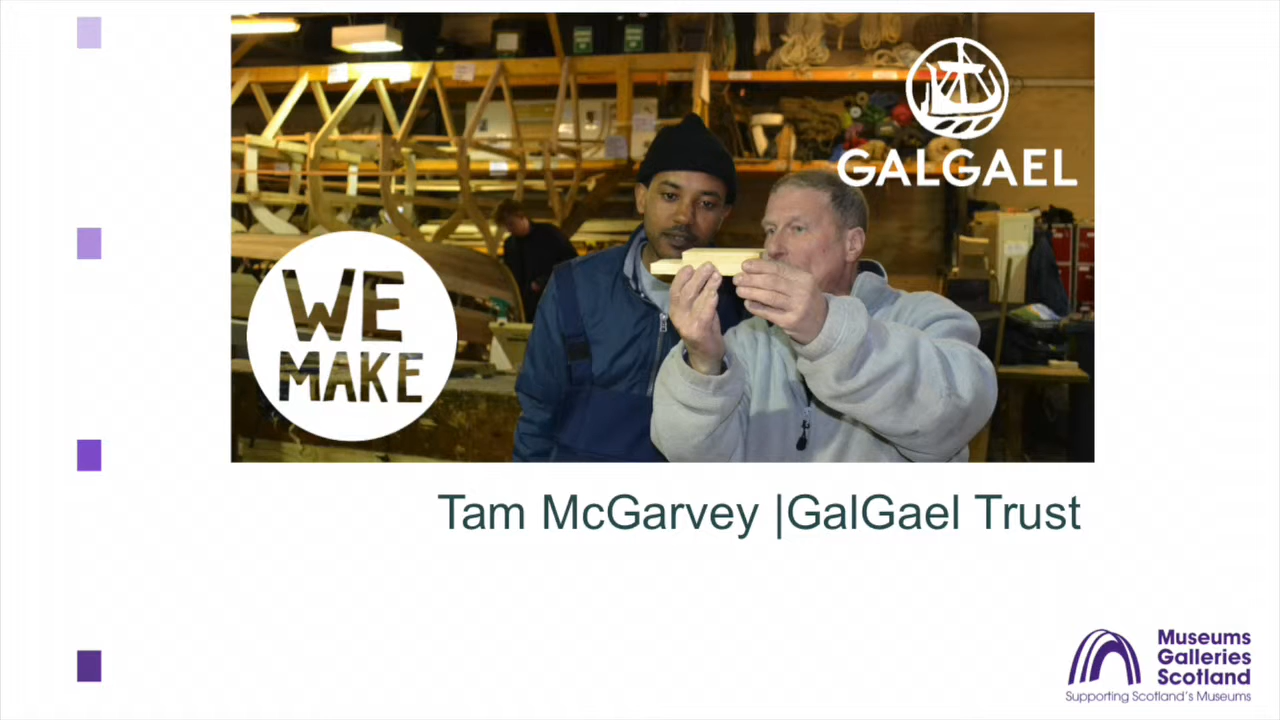 GALGAEL
WE
MAKE
Tam McGarvey |GalGael Trust
Museums
Galleries
Scotland
Supporting Scotland's Museums